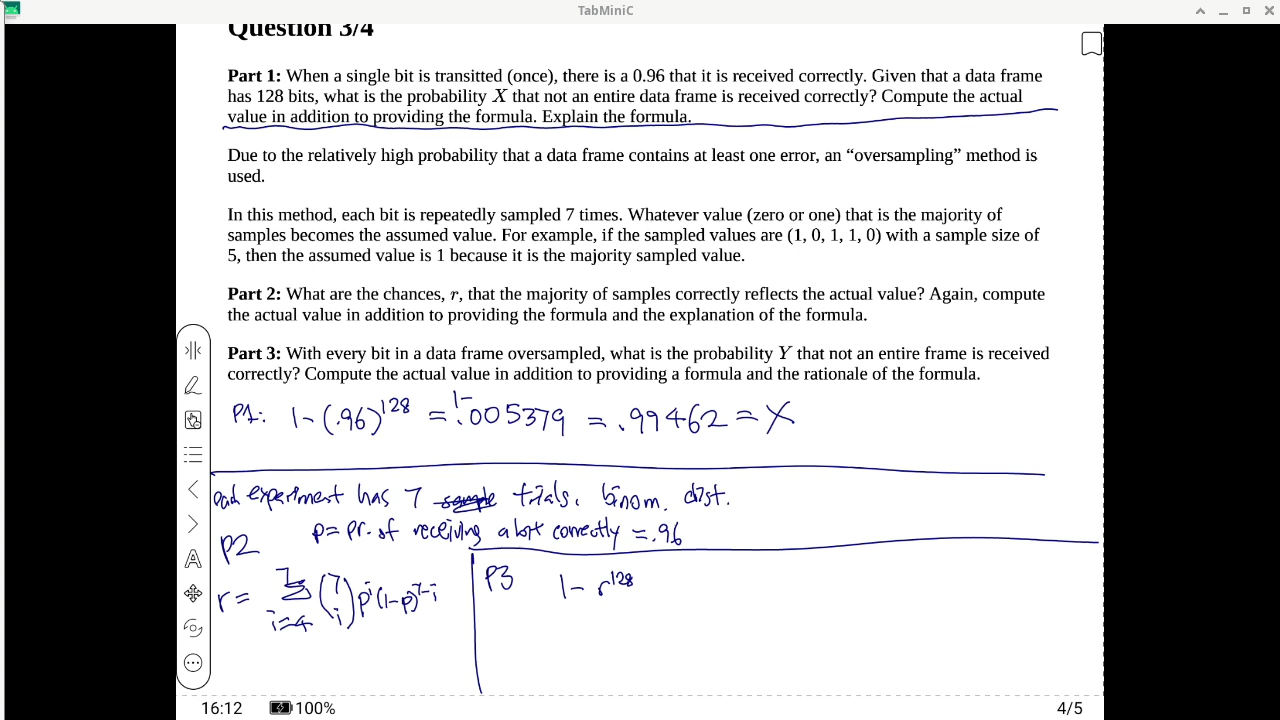 TabMiniC
Question 3/4
Part 1: When a single bit is transitted (once), there is a 0.96 that it is received correctly. Given that a data frame
has 128 bits, what is the probability X that not an entire data frame is received correctly? Compute the actual
value in addition to providing the formula. Explain the formula.
Due to the relatively high probability that a data frame contains at least one error, an “oversampling” method is
used.
In this method, each bit is repeatedly sampled 7 times. Whatever value (zero or one) that is the majority of
samples becomes the assumed value. For example, if the sampled values are (1, 0, 1, 1, 0) with a sample size of
5, then the assumed value is 1 because it is the majority sampled value.
Part 2: What are the chances, r, that the majority of samples correctly reflects the actual value? Again, compute
the actual value in addition to providing the formula and the explanation of the formula.
Part 3: With every bit in a data frame oversampled, what is the probability Y that not an entire frame is received
correctly? Compute the actual value in addition to providing a formula and the rationale of the formula.
P1: 1-(.96)^128 = 1-.005379 = .99462 = X
each experiment has 7 sample trials. binom. dist.
p = pr. of receiving a bit correctly = .96
P2
r = Σ_{i=4}^{7} (7 i) p^i (1-p)^{7-i}
P3 1 - r^128
16:12 100% 4/5